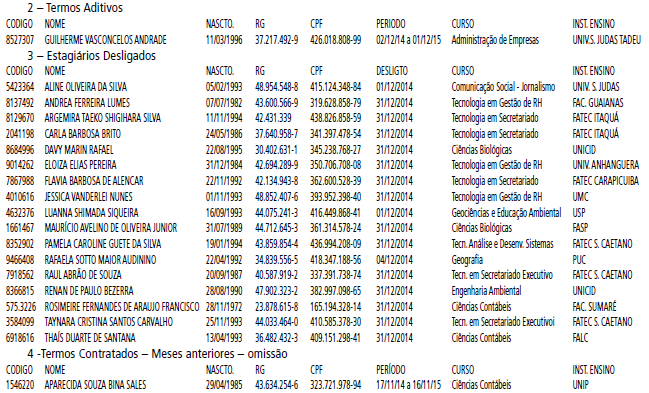 2 – Termos Aditivos
CODIGO NOME NASCTO. RG CPF PERIODO CURSO INST. ENSINO
8527307 GUILHERME VASCONCELOS ANDRADE 11/03/1996 37.217.492-9 426.018.808-99 02/12/14 a 01/12/15 Administração de Empresas UNIV.S. JUDAS TADEU
3 – Estagiários Desligados
CODIGO NOME NASCTO. RG CPF DESLIGTO CURSO INST. ENSINO
5423364 ALINE OLIVEIRA DA SILVA 05/02/1993 48.954.548-8 415.124.348-84 01/12/2014 Comunicação Social - Jornalismo UNIV. S. JUDAS
8137492 ANDREA FERREIRA LUMES 07/07/1982 43.600.566-9 319.628.858-79 31/12/2014 Tecnologia em Gestão de RH FAC. GUAIANAS
8129670 ARGEMIRA TAEKO SHIGIHARA SILVA 11/11/1994 42.431.339 438.826.858-59 31/12/2014 Tecnologia em Secretariado FATEC ITAQUÁ
2041198 CARLA BARBOSA BRITO 24/05/1986 37.640.958-7 341.397.478-54 31/12/2014 Tecnologia em Secretariado FATEC ITAQUÁ
8684996 DAVY MARIN RAFAEL 22/08/1995 30.402.631-1 345.238.768-27 31/12/2014 Ciências Biológicas UNICID
9014262 ELOIZA ELIAS PEREIRA 31/12/1984 42.694.289-9 350.706.708-08 31/12/2014 Tecnologia em Gestão de RH UNIV. ANHANGUERA
7867988 FLAVIA BARBOSA DE ALENCAR 22/11/1992 42.134.943-8 362.600.528-39 31/12/2014 Tecnologia em Secretariado FATEC CARAPICUIBA
4010616 JESSICA VANDERLEI NUNES 01/11/1993 48.852.407-6 393.952.398-40 31/12/2014 Tecnologia em Gestão de RH UMC
4632376 LUANNA SHIMADA SIQUEIRA 16/09/1993 44.075.241-3 416.449.868-41 01/12/2014 Geociências e Educação Ambiental USP
1661467 MAURÍCIO AVELINO DE OLIVEIRA JUNIOR 31/07/1989 44.712.645-3 361.314.578-24 31/12/2014 Ciências Biológicas FASP
8352902 PAMELA CAROLINE GUETE DA SILVA 19/01/1994 43.859.854-4 436.994.208-09 31/12/2014 Tecn. Análise e Desenv. Sistemas FATEC S. CAETANO
9466408 RAFAELA SOTTO MAIOR AUDININO 22/04/1992 34.839.556-5 418.347.188-56 04/12/2014 Geografia PUC
7918562 RAUL ABRÃO DE SOUZA 20/09/1987 40.587.919-2 337.391.738-74 31/12/2014 Tecn. em Secretariado Executivo FATEC S. CAETANO
8366815 RENAN DE PAULO BEZERRA 28/08/1990 47.902.323-2 382.997.098-65 31/12/2014 Engenharia Ambiental UNICID
575.3226 ROSIMEIRE FERNANDES DE ARAUJO FRANCISCO 28/11/1972 23.878.615-8 165.194.328-14 31/12/2014 Ciências Contábeis FAC. SUMARÉ
3584099 TAYNARA CRISTINA SANTOS CARVALHO 25/11/1993 44.033.464-0 410.585.378-30 31/12/2014 Tecn. em Secretariado Executivoi FATEC S. CAETANO
6918616 THAÍS DUARTE DE SANTANA 13/04/1993 36.482.432-3 409.151.298-41 31/12/2014 Ciências Contábeis FALC
4 -Termos Contratados – Meses anteriores – omissão
CODIGO NOME NASCTO. RG CPF PERÍODO CURSO INST. ENSINO
1546220 APARECIDA SOUZA BINA SALES 29/04/1985 43.634.254-6 323.721.978-94 17/11/14 a 16/11/15 Ciências Contábeis UNIP